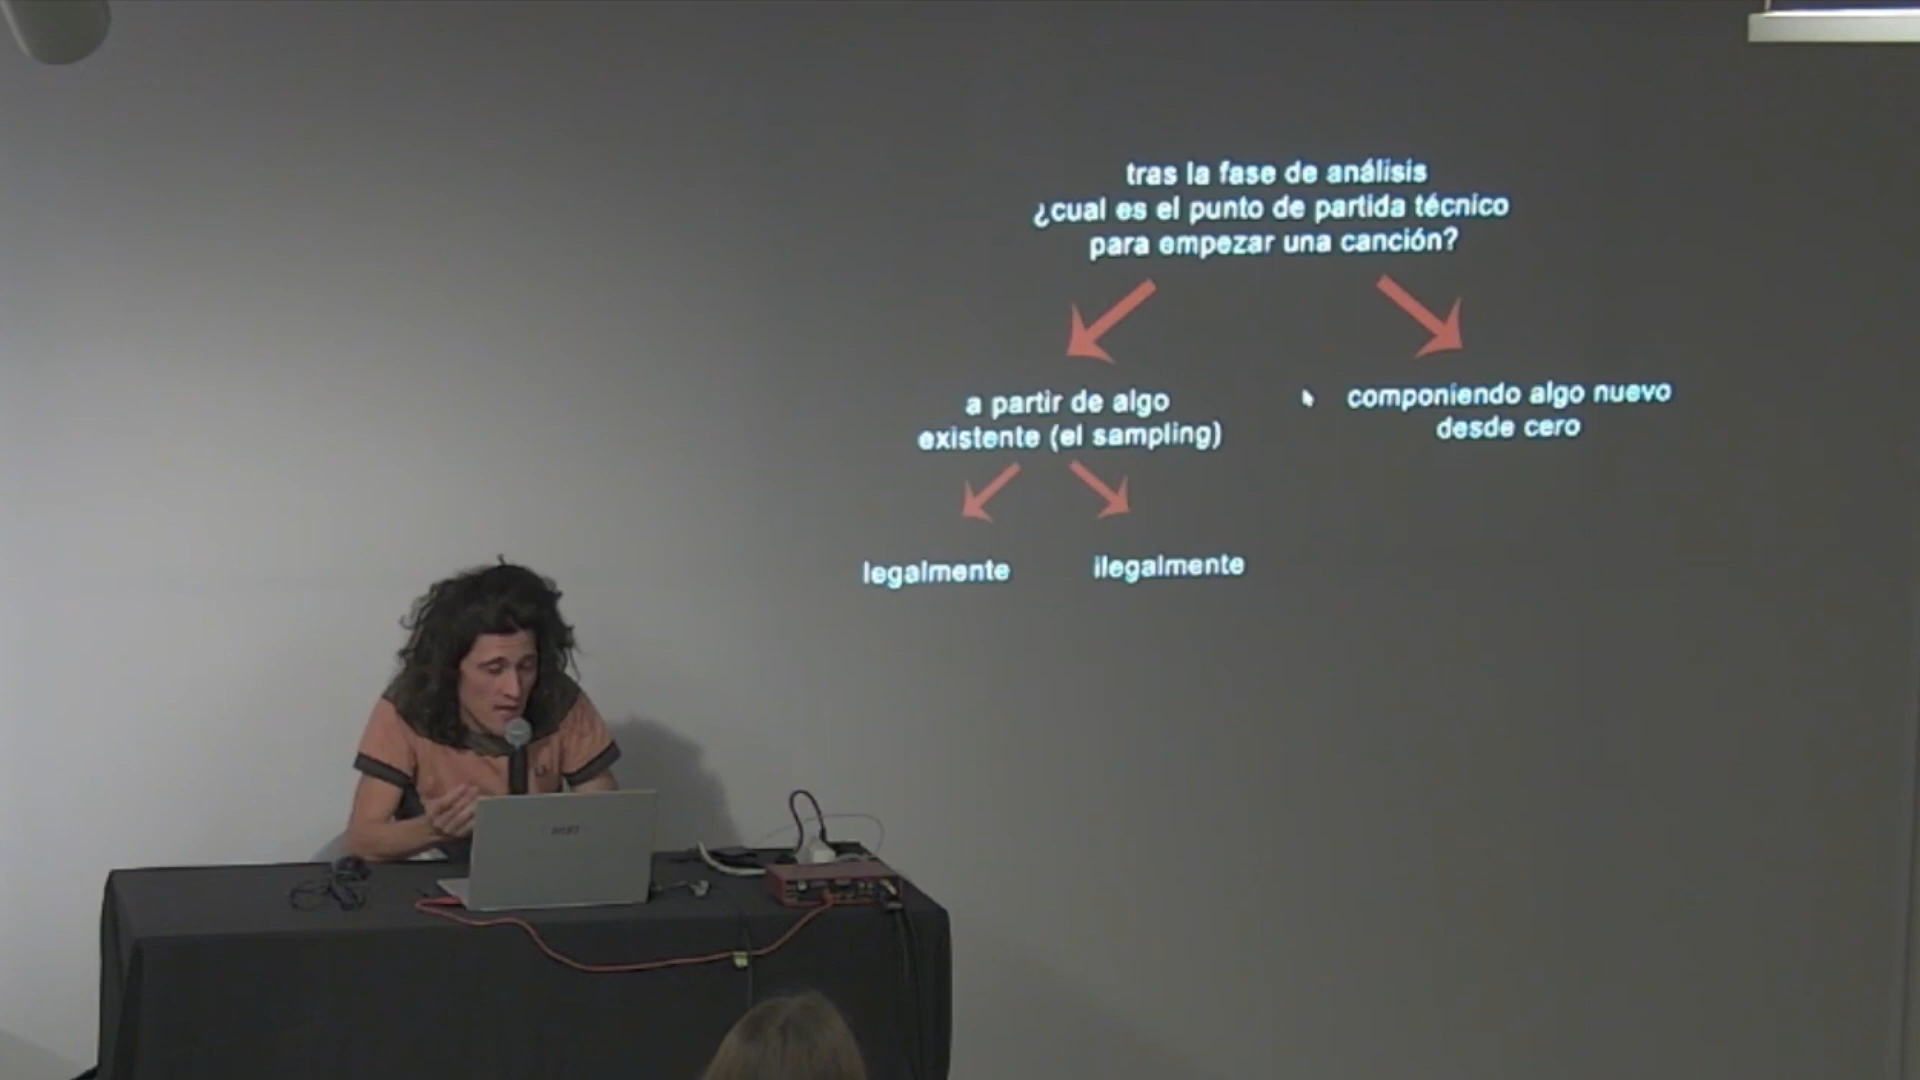 tras la fase de análisis
¿cual es el punto de partida técnico
para empezar una canción?
a partir de algo
existente (el sampling)
componiendo algo nuevo
desde cero
legalmente
ilegalmente
msi